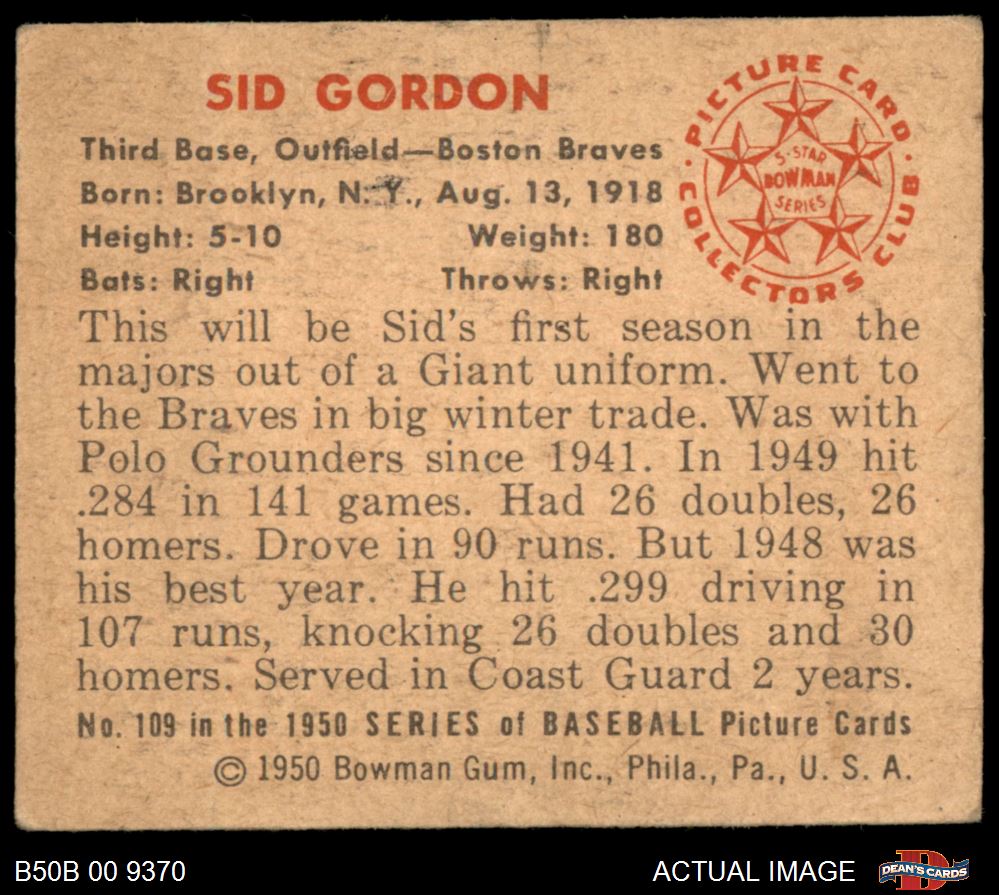 SID GORDON
Third Base, Outfield—Boston Braves
Born: Brooklyn, N. Y., Aug. 13, 1918
Height: 5-10 Weight: 180
Bats: Right Throws: Right
PICTURE CARD
COLLECTORS CLUB
5-STAR
BOWMAN
SERIES
This will be Sid's first season in the
majors out of a Giant uniform. Went to
the Braves in big winter trade. Was with
Polo Grounders since 1941. In 1949 hit
.284 in 141 games. Had 26 doubles, 26
homers. Drove in 90 runs. But 1948 was
his best year. He hit .299 driving in
107 runs, knocking 26 doubles and 30
homers. Served in Coast Guard 2 years.
No. 109 in the 1950 SERIES of BASEBALL Picture Cards
© 1950 Bowman Gum, Inc., Phila., Pa., U. S. A.
B50B 00 9370
ACTUAL IMAGE
DEAN'S CARDS